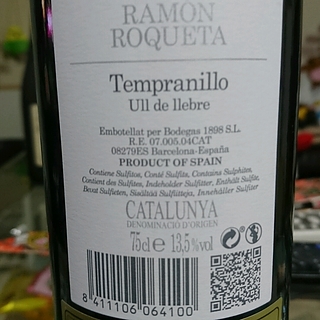 RAMÓN
ROQUETA
Tempranillo
Ull de llebre
Embotellat per Bodegas 1898 S.L.
R.E. 07.005.04CAT
08279ES Barcelona-España
PRODUCT OF SPAIN
Contiene Sulfitos, Conté Sulfits, Contains Sulphites,
Contient des Sulfites, Indeholder Sulfitter, Enthält Sulfite,
Bevat Sulfieten, Sisältää Sulfiitteja, Innehåller Sulfiter
CATALUNYA
DENOMINACIÓ D'ORIGEN
75cl e 13,5%vol
8 411106 064100